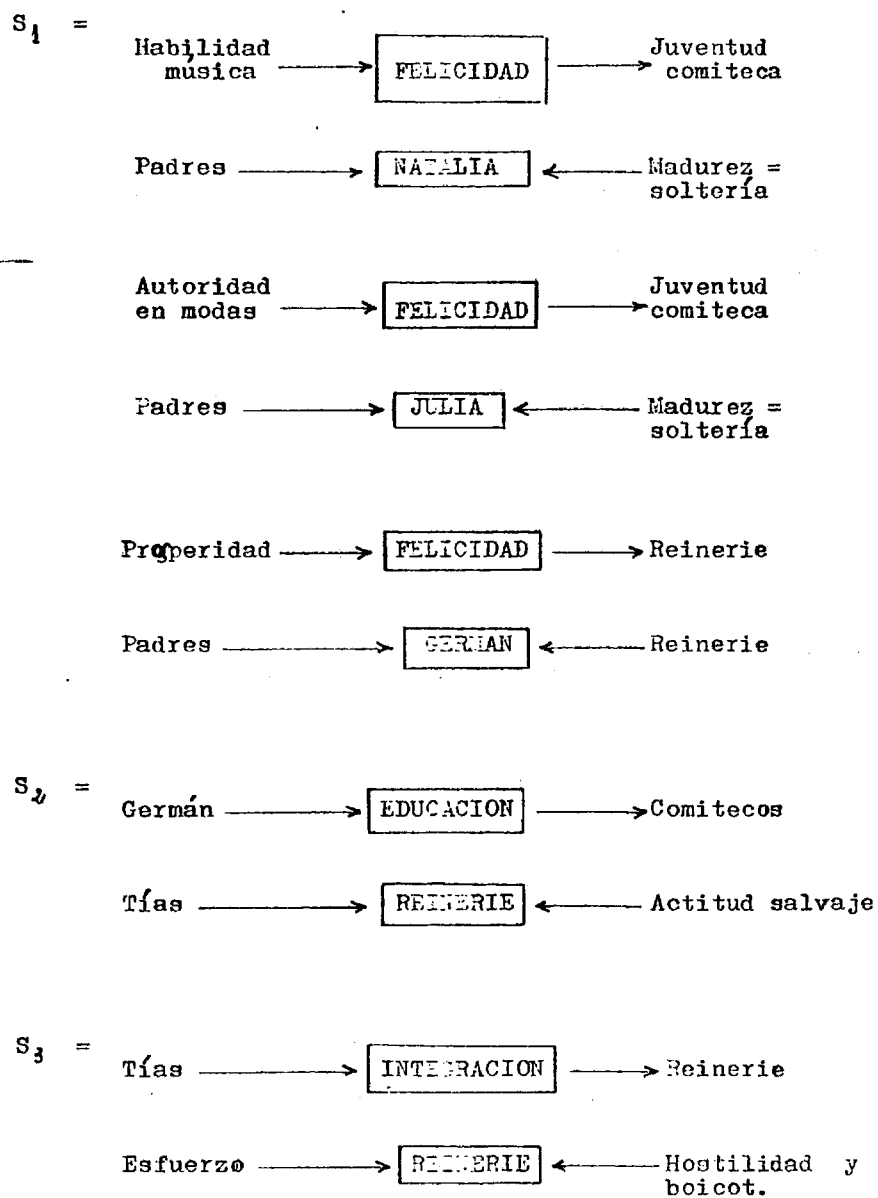 S1 =
Habilidad música FELICIDAD Juventud comiteca
Padres NATALIA Madurez = soltería
Autoridad en modas FELICIDAD Juventud comiteca
Padres JULIA Madurez = soltería
Prosperidad FELICIDAD Reinerie
Padres GERMAN Reinerie
S2 =
Germán EDUCACION Comitecos
Tías REINERIE Actitud salvaje
S3 =
Tías INTEGRACION Reinerie
Esfuerzo REINERIE Hostilidad y boicot.